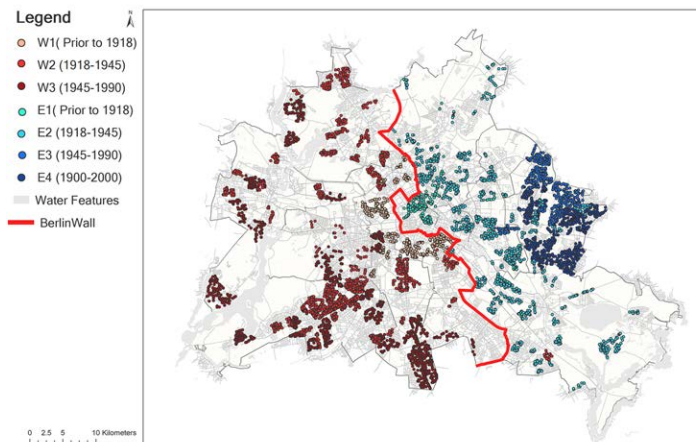 Legend
N
W1( Prior to 1918)
W2 (1918-1945)
W3 (1945-1990)
E1( Prior to 1918)
E2 (1918-1945)
E3 (1945-1990)
E4 (1900-2000)
Water Features
BerlinWall
0 2.5 5 10 Kilometers